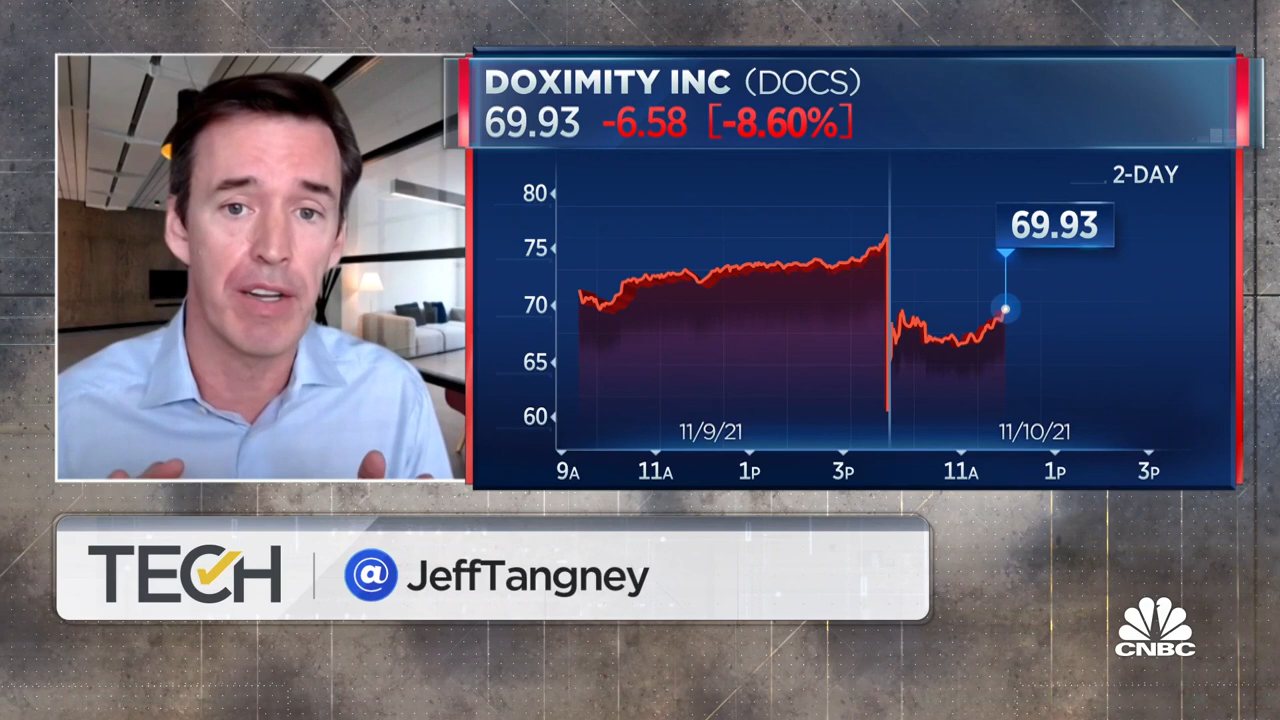 DOXIMITY INC (DOCS)
69.93 -6.58 [-8.60%]
2-DAY
69.93
80
75
70
65
60
11/9/21 11/10/21
9A 11A 1P 3P 11A 1P 3P
TECH @JeffTangney
CNBC